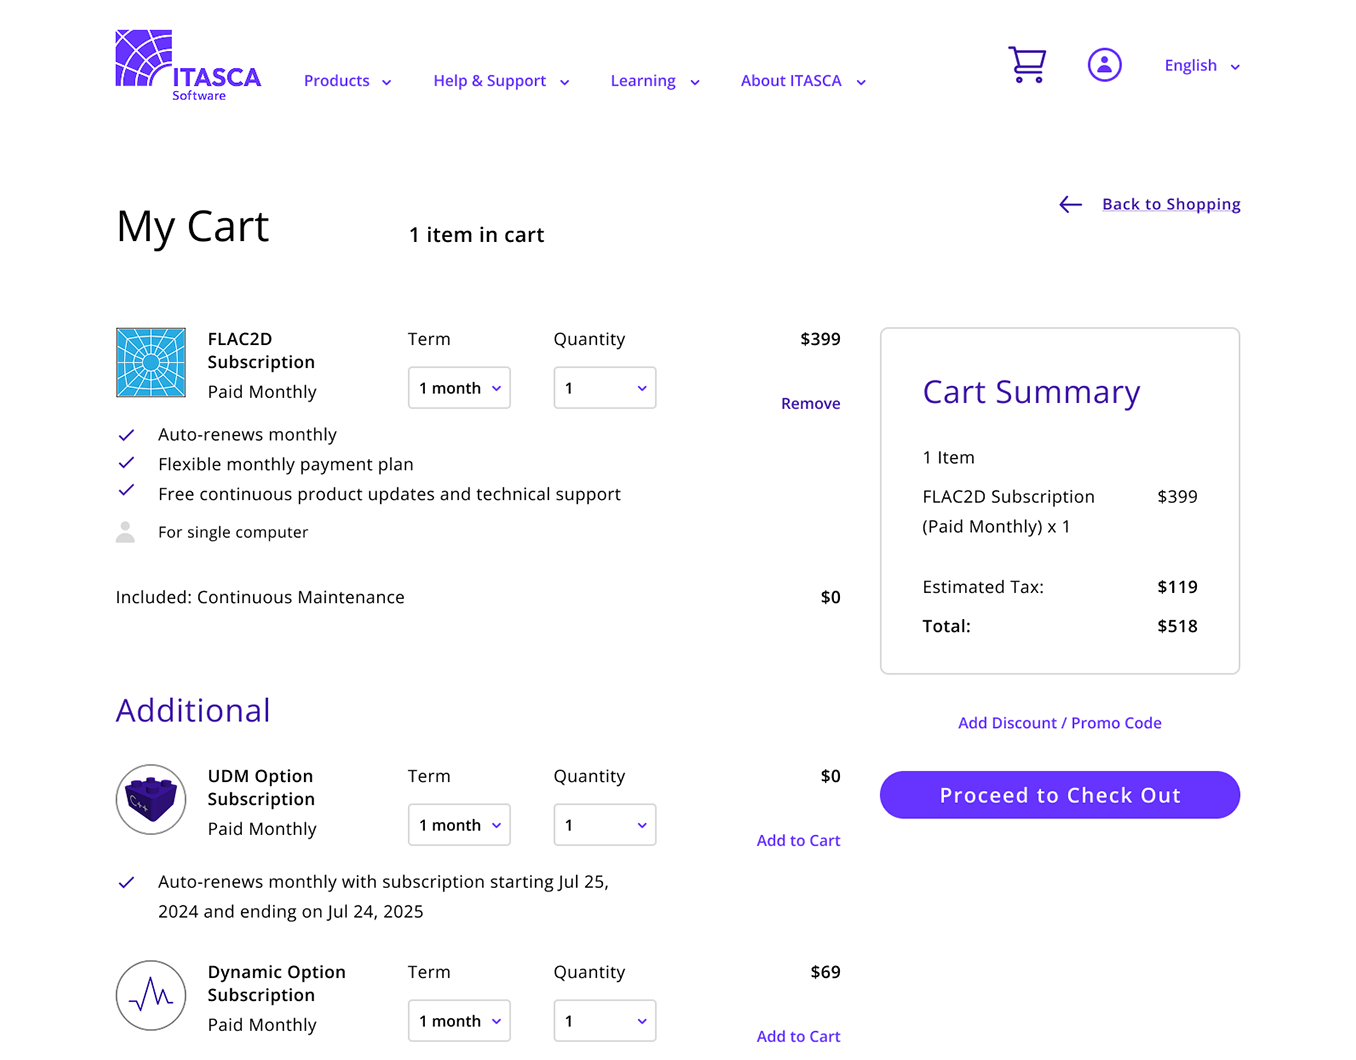 ITASCA
Software
Products
Help & Support
Learning
About ITASCA
English
Back to Shopping
My Cart
1 item in cart
FLAC2D
Subscription
Paid Monthly
Term
1 month
Quantity
1
$399
Remove
Auto-renews monthly
Flexible monthly payment plan
Free continuous product updates and technical support
For single computer
Included: Continuous Maintenance
$0
Cart Summary
1 Item
FLAC2D Subscription $399
(Paid Monthly) x 1
Estimated Tax: $119
Total: $518
Add Discount / Promo Code
Proceed to Check Out
Additional
C++
UDM Option
Subscription
Paid Monthly
Term
1 month
Quantity
1
$0
Add to Cart
Auto-renews monthly with subscription starting Jul 25,
2024 and ending on Jul 24, 2025
Dynamic Option
Subscription
Paid Monthly
Term
1 month
Quantity
1
$69
Add to Cart